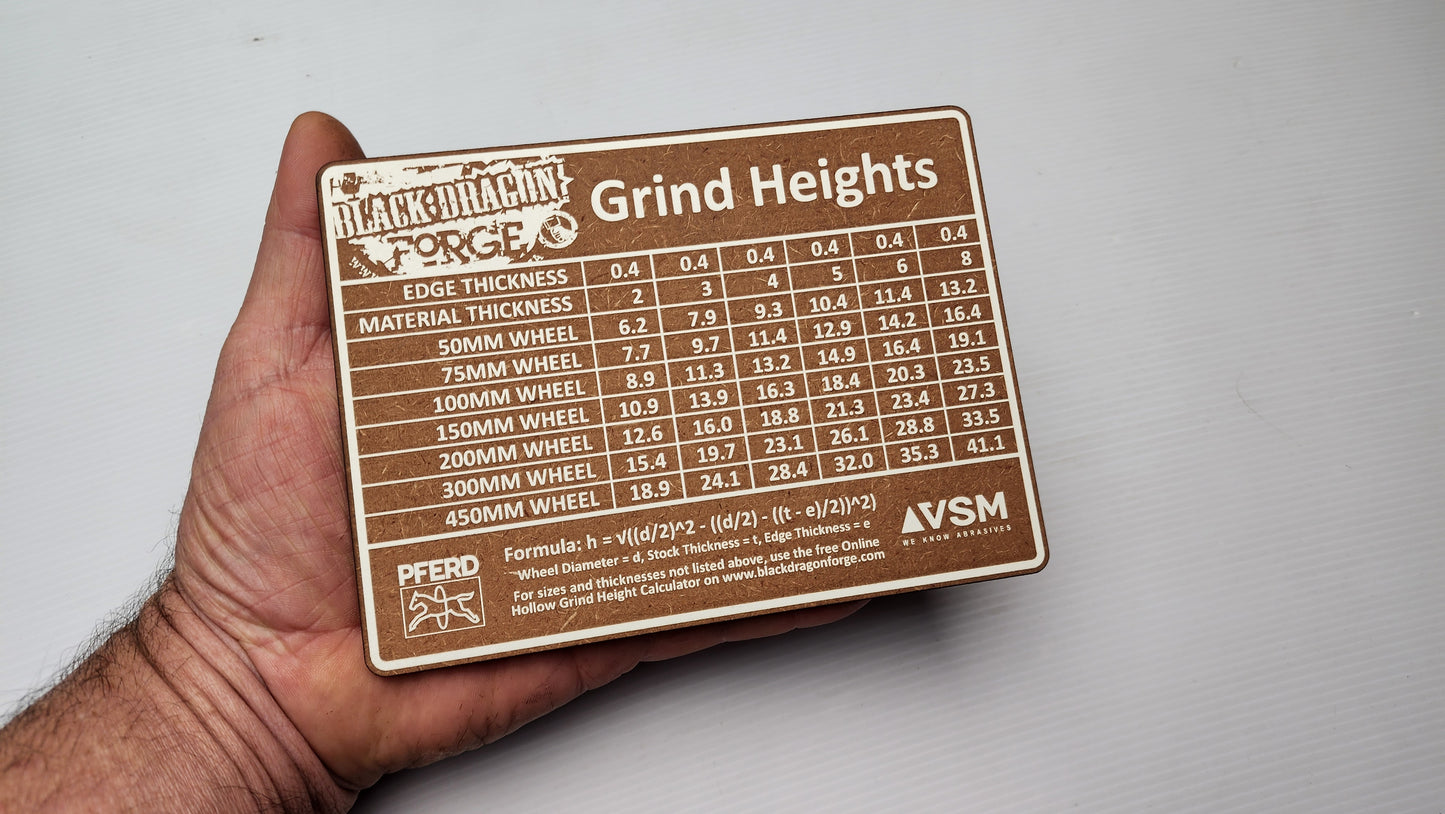 BLACK DRAGON
FORGE
Grind Heights
EDGE THICKNESS 0.4 0.4 0.4 0.4 0.4 0.4
MATERIAL THICKNESS 2 3 4 5 6 8
50MM WHEEL 6.2 7.9 9.3 10.4 11.4 13.2
75MM WHEEL 7.7 9.7 11.4 12.9 14.2 16.4
100MM WHEEL 8.9 11.3 13.2 14.9 16.4 19.1
150MM WHEEL 10.9 13.9 16.3 18.4 20.3 23.5
200MM WHEEL 12.6 16.0 18.8 21.3 23.4 27.3
300MM WHEEL 15.4 19.7 23.1 26.1 28.8 33.5
450MM WHEEL 18.9 24.1 28.4 32.0 35.3 41.1
PFERD
Formula: h = √((d/2)^2 - ((d/2) - ((t - e)/2))^2)
Wheel Diameter = d, Stock Thickness = t, Edge Thickness = e
For sizes and thicknesses not listed above, use the free Online
Hollow Grind Height Calculator on www.blackdragonforge.com
VSM
WE KNOW ABRASIVES